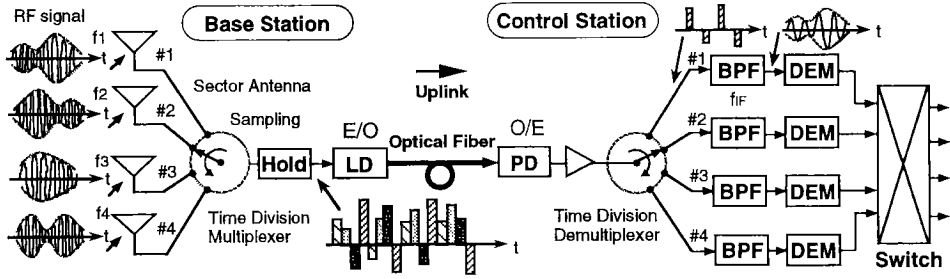 RF signal
Base Station
Control Station
f1
t
#1
Sector Antenna
Uplink
#1
BPF
DEM
t
t
f2
t
#2
Sampling
E/O
Optical Fiber
O/E
fIF
#2
BPF
DEM
f3
t
#3
Hold
LD
PD
#3
BPF
DEM
f4
t
#4
Time Division
Multiplexer
t
Time Division
Demultiplexer
#4
BPF
DEM
Switch